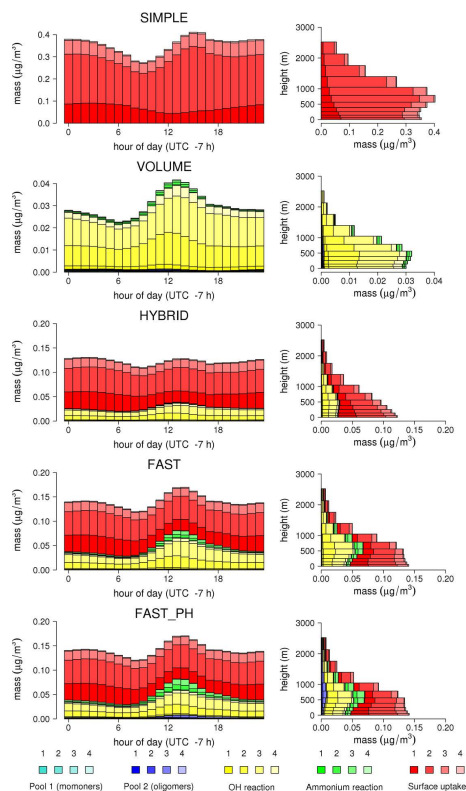 SIMPLE
mass (μg/m³)
0.4
0.3
0.2
0.1
0.0
0 6 12 18
hour of day (UTC -7 h)
height (m)
3000
2000
1000
500
0
0.0 0.1 0.2 0.3 0.4
mass (μg/m³)
VOLUME
mass (μg/m³)
0.04
0.03
0.02
0.01
0.00
0 6 12 18
hour of day (UTC -7 h)
height (m)
3000
2000
1000
500
0
0.00 0.01 0.02 0.03 0.04
mass (μg/m³)
HYBRID
mass (μg/m³)
0.20
0.15
0.10
0.05
0.00
0 6 12 18
hour of day (UTC -7 h)
height (m)
3000
2000
1000
500
0
0.00 0.05 0.10 0.15 0.20
mass (μg/m³)
FAST
mass (μg/m³)
0.20
0.15
0.10
0.05
0.00
0 6 12 18
hour of day (UTC -7 h)
height (m)
3000
2000
1000
500
0
0.00 0.05 0.10 0.15 0.20
mass (μg/m³)
FAST_PH
mass (μg/m³)
0.20
0.15
0.10
0.05
0.00
0 6 12 18
hour of day (UTC -7 h)
height (m)
3000
2000
1000
500
0
0.00 0.05 0.10 0.15 0.20
mass (μg/m³)
1 2 3 4 1 2 3 4 1 2 3 4 1 2 3 4 1 2 3 4
Pool 1 (momoners) Pool 2 (oligomers) OH reaction Ammonium reaction Surface uptake